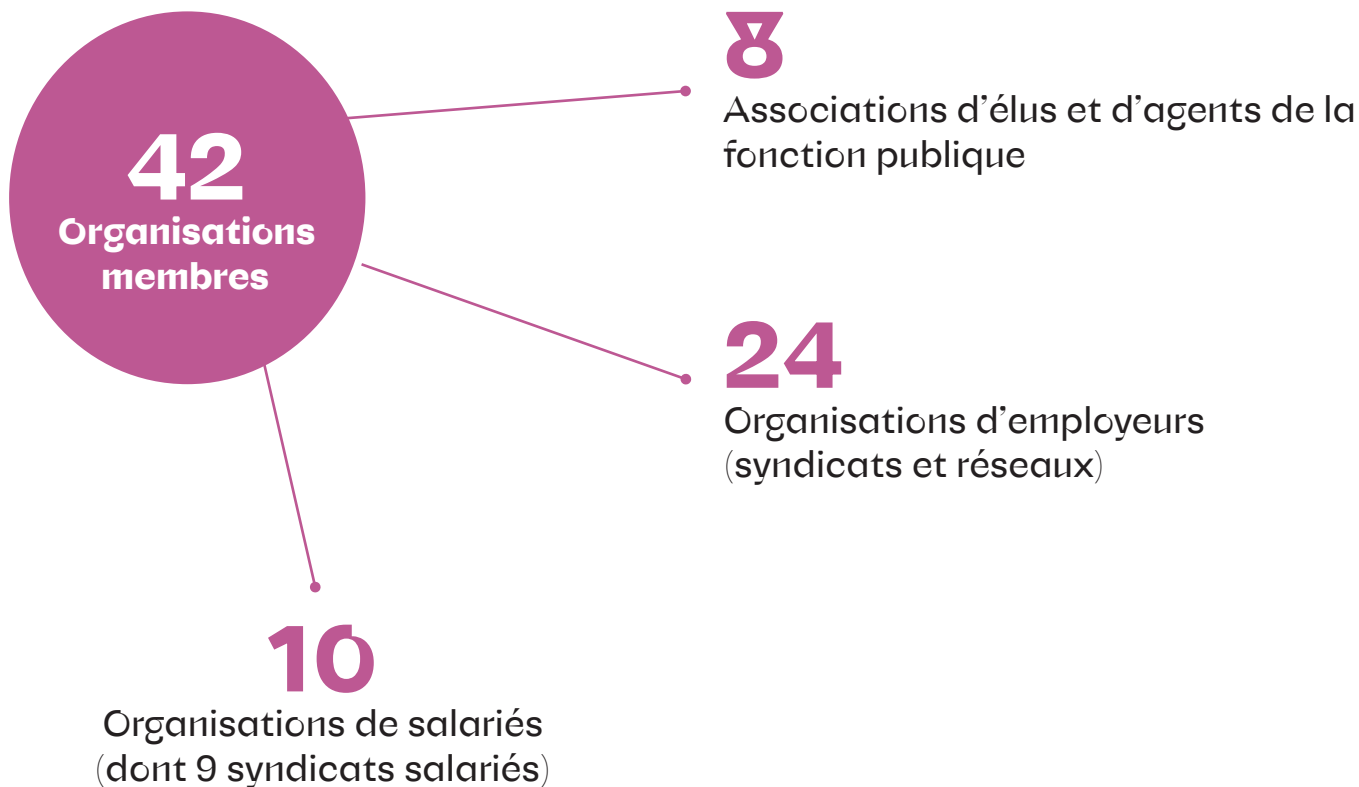 42
Organisations
membres
8
Associations d’élus et d’agents de la
fonction publique
24
Organisations d’employeurs
(syndicats et réseaux)
10
Organisations de salariés
(dont 9 syndicats salariés)